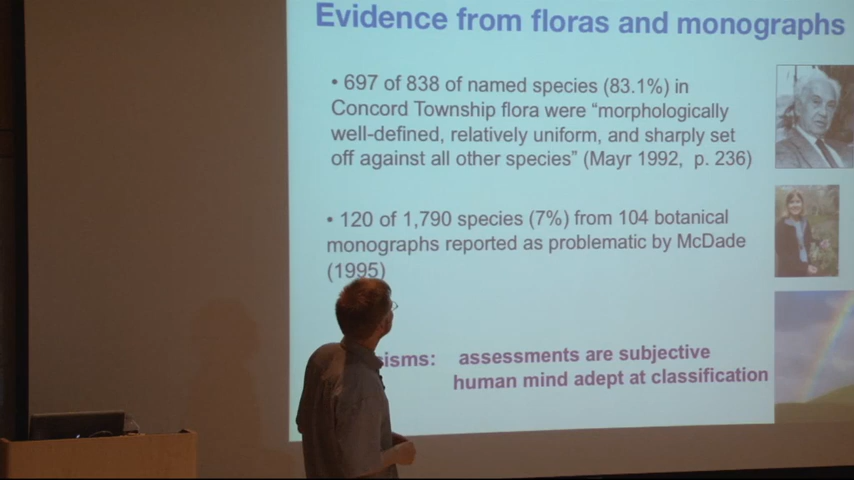 Evidence from floras and monographs
• 697 of 838 of named species (83.1%) in
Concord Township flora were “morphologically
well-defined, relatively uniform, and sharply set
off against all other species” (Mayr 1992, p. 236)
• 120 of 1,790 species (7%) from 104 botanical
monographs reported as problematic by McDade
(1995)
assessments are subjective
human mind adept at classification